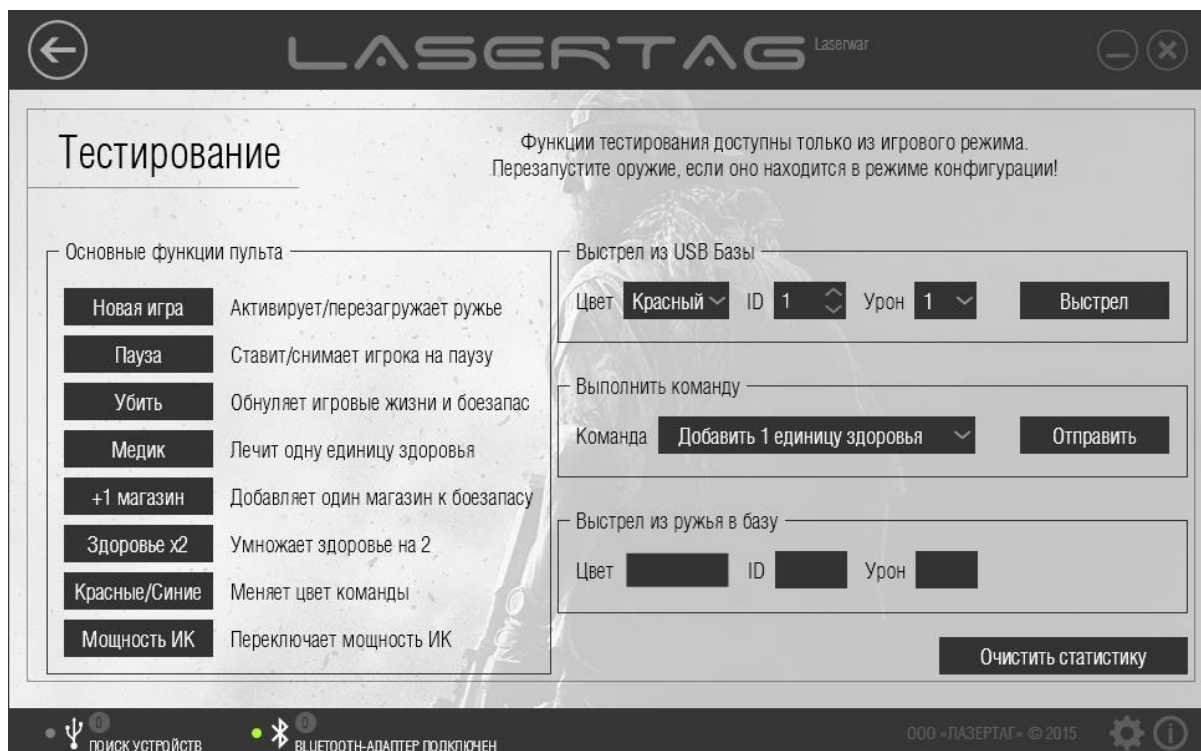 LASERTAG Laserwar
Тестирование
Функции тестирования доступны только из игрового режима.
Перезапустите оружие, если оно находится в режиме конфигурации!
Основные функции пульта
Новая игра Активирует/перезагружает ружье
Пауза Ставит/снимает игрока на паузу
Убить Обнуляет игровые жизни и боезапас
Медик Лечит одну единицу здоровья
+1 магазин Добавляет один магазин к боезапасу
Здоровье x2 Умножает здоровье на 2
Красные/Синие Меняет цвет команды
Мощность ИК Переключает мощность ИК
Выстрел из USB Базы
Цвет Красный ID 1 Урон 1 Выстрел
Выполнить команду
Команда Добавить 1 единицу здоровья Отправить
Выстрел из ружья в базу
Цвет ID Урон
Очистить статистику
0 ПОИСК УСТРОЙСТВ
0 BLUETOOTH-АДАПТЕР ПОДКЛЮЧЕН
ООО «ЛАЗЕРТАГ» © 2015